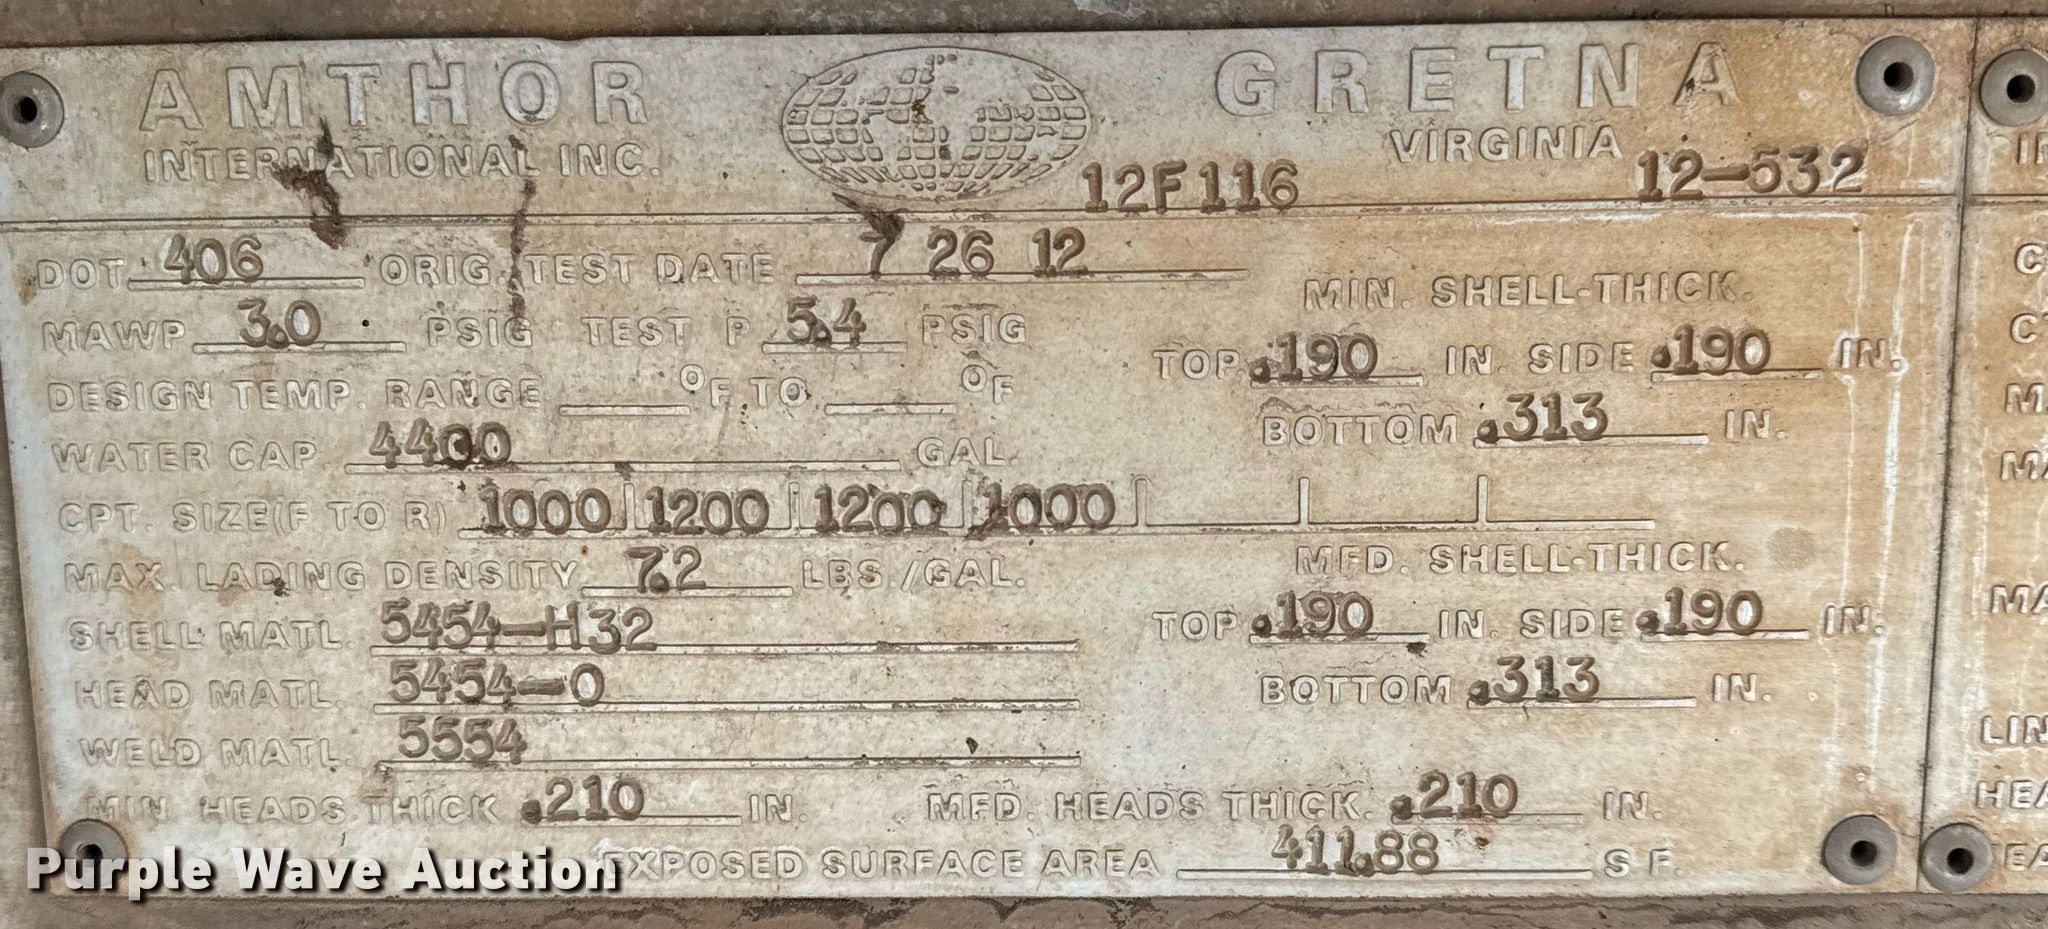 AMTHOR GRETNA
INTERNATIONAL INC. VIRGINIA
12F116 12-532
DOT 406 ORIG. TEST DATE 7 26 12
MIN. SHELL-THICK.
MAWP 3.0 PSIG TEST P 5.4 PSIG
TOP .190 IN. SIDE .190 IN.
DESIGN TEMP. RANGE °F TO °F
BOTTOM .313 IN.
WATER CAP 4400 GAL.
CPT. SIZE(F TO R) 1000 1200 1200 1000
MFD. SHELL-THICK.
MAX. LADING DENSITY 7.2 LBS./GAL.
SHELL MATL. 5454-H32
TOP .190 IN. SIDE .190 IN.
HEAD MATL. 5454-O
BOTTOM .313 IN.
WELD MATL. 5554
MIN HEADS THICK .210 IN. MFD. HEADS THICK. .210 IN.
EXPOSED SURFACE AREA 411.88 S F.
Purple Wave Auction